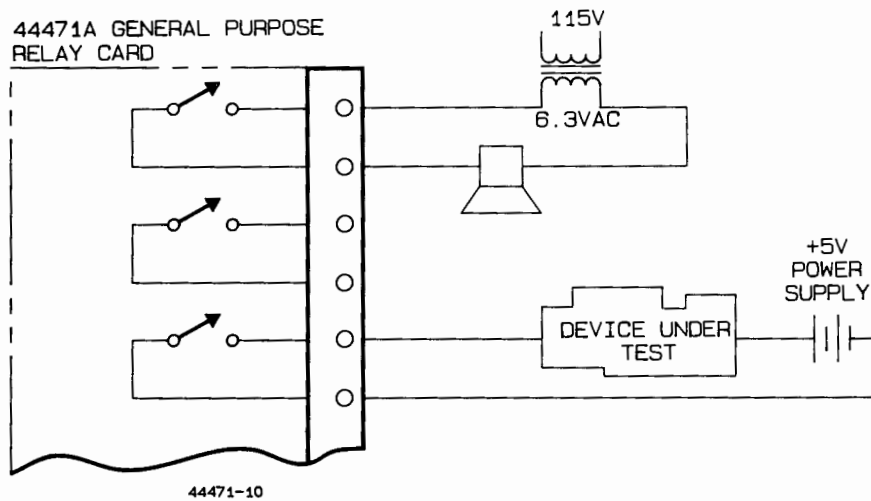 44471A GENERAL PURPOSE
RELAY CARD
115V
6.3VAC
+5V
POWER
SUPPLY
DEVICE UNDER
TEST
44471-10